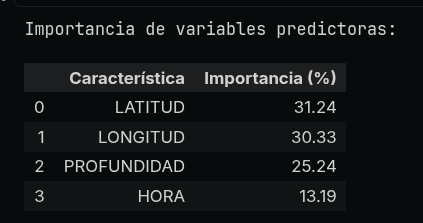 Importancia de variables predictoras:
Característica Importancia (%)
0 LATITUD 31.24
1 LONGITUD 30.33
2 PROFUNDIDAD 25.24
3 HORA 13.19